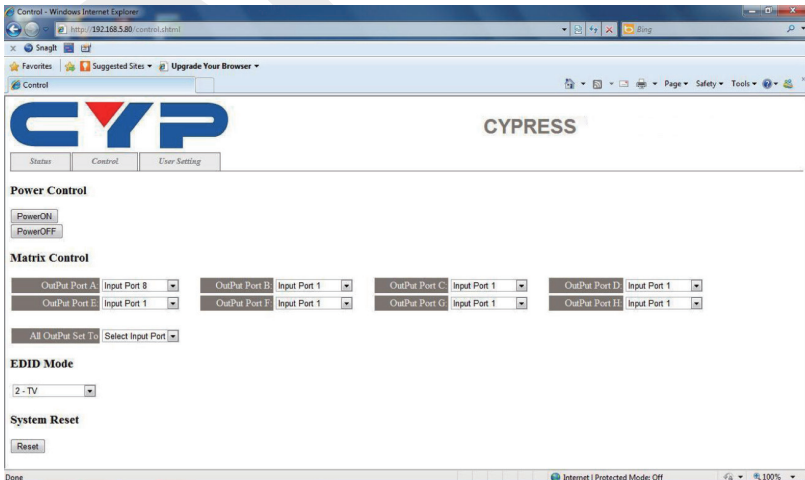 Control - Windows Internet Explorer
http://192.168.5.80/control.shtml
Bing
X SnagIt
Favorites Suggested Sites Upgrade Your Browser
Control Page Safety Tools
CYP CYPRESS
Status Control User Setting
Power Control
PowerON
PowerOFF
Matrix Control
OutPut Port A: Input Port 8 OutPut Port B: Input Port 1 OutPut Port C: Input Port 1 OutPut Port D: Input Port 1
OutPut Port E: Input Port 1 OutPut Port F: Input Port 1 OutPut Port G: Input Port 1 OutPut Port H: Input Port 1
All OutPut Set To Select Input Port
EDID Mode
2 - TV
System Reset
Reset
Done Internet | Protected Mode: Off 100%